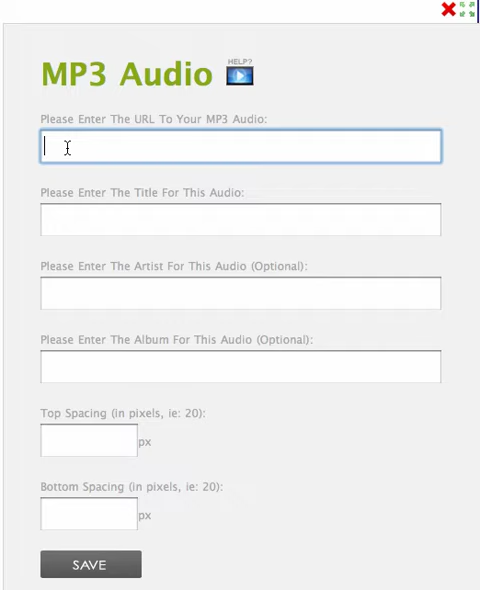 HELP?
MP3 Audio
Please Enter The URL To Your MP3 Audio:
Please Enter The Title For This Audio:
Please Enter The Artist For This Audio (Optional):
Please Enter The Album For This Audio (Optional):
Top Spacing (in pixels, ie: 20):
px
Bottom Spacing (in pixels, ie: 20):
px
SAVE